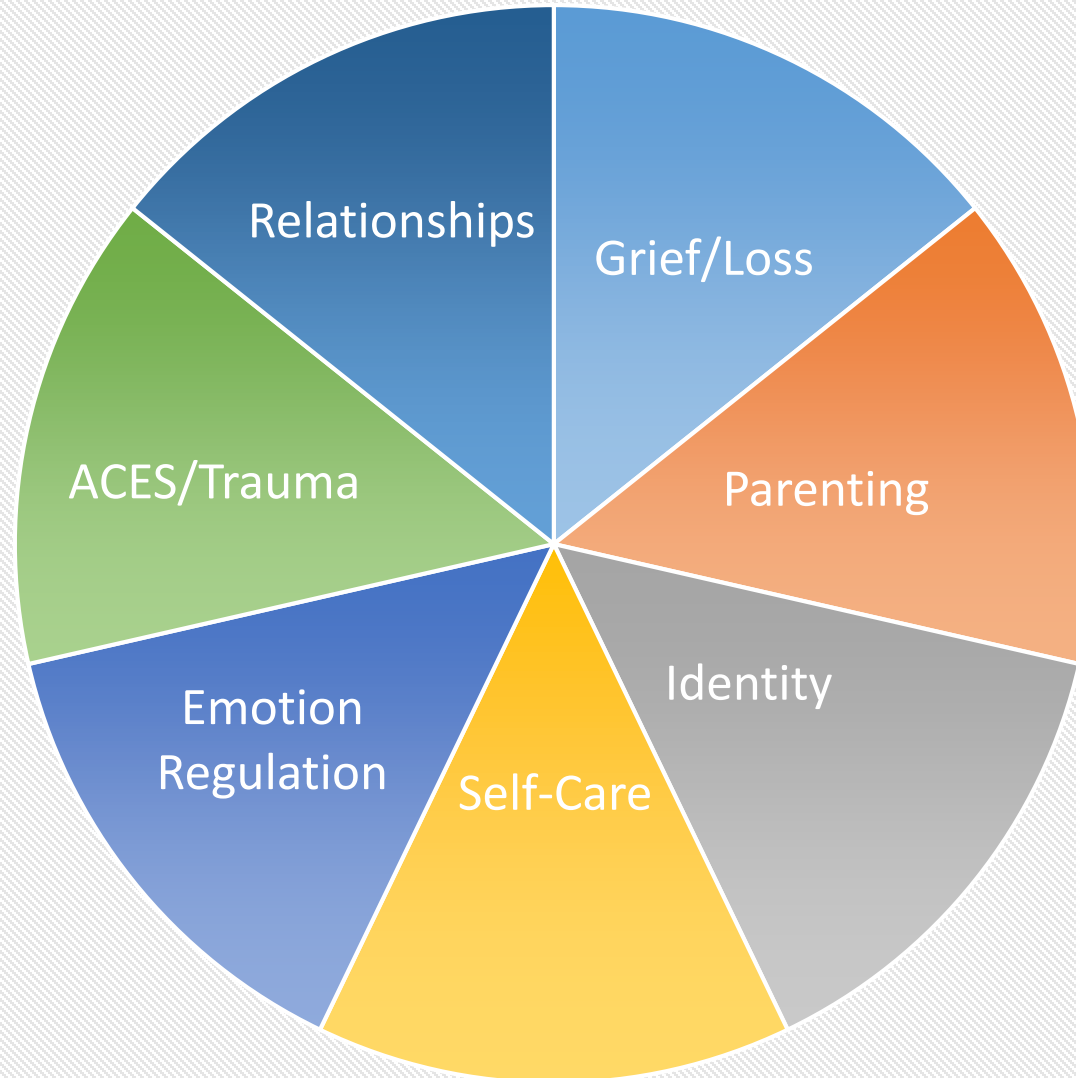 Relationships
Grief/Loss
ACES/Trauma
Parenting
Identity
Emotion
Regulation
Self-Care